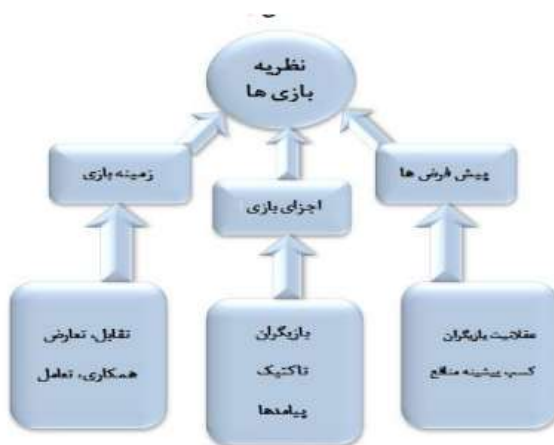 نظریه
بازی ها
پیش فرض ها
اجزای بازی
زمینه بازی
عقلانیت بازیگران
کسب بیشینه منافع
بازیگران
تاکتیک
پیامدها
تقابل، تعارض
همکاری، تعامل